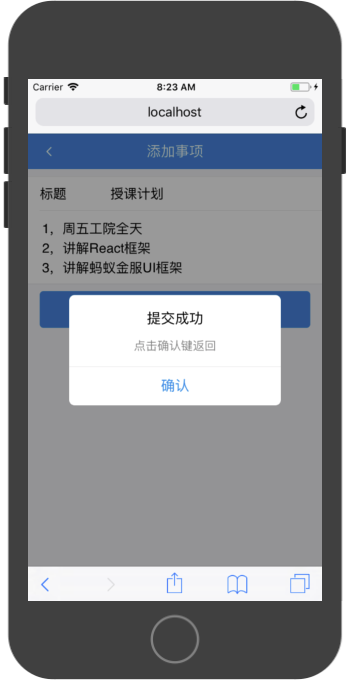 Carrier 8:23 AM
localhost
添加事项
标题 授课计划
1，周五工院全天
2，讲解React框架
3，讲解蚂蚁金服UI框架
提交成功
点击确认键返回
确认